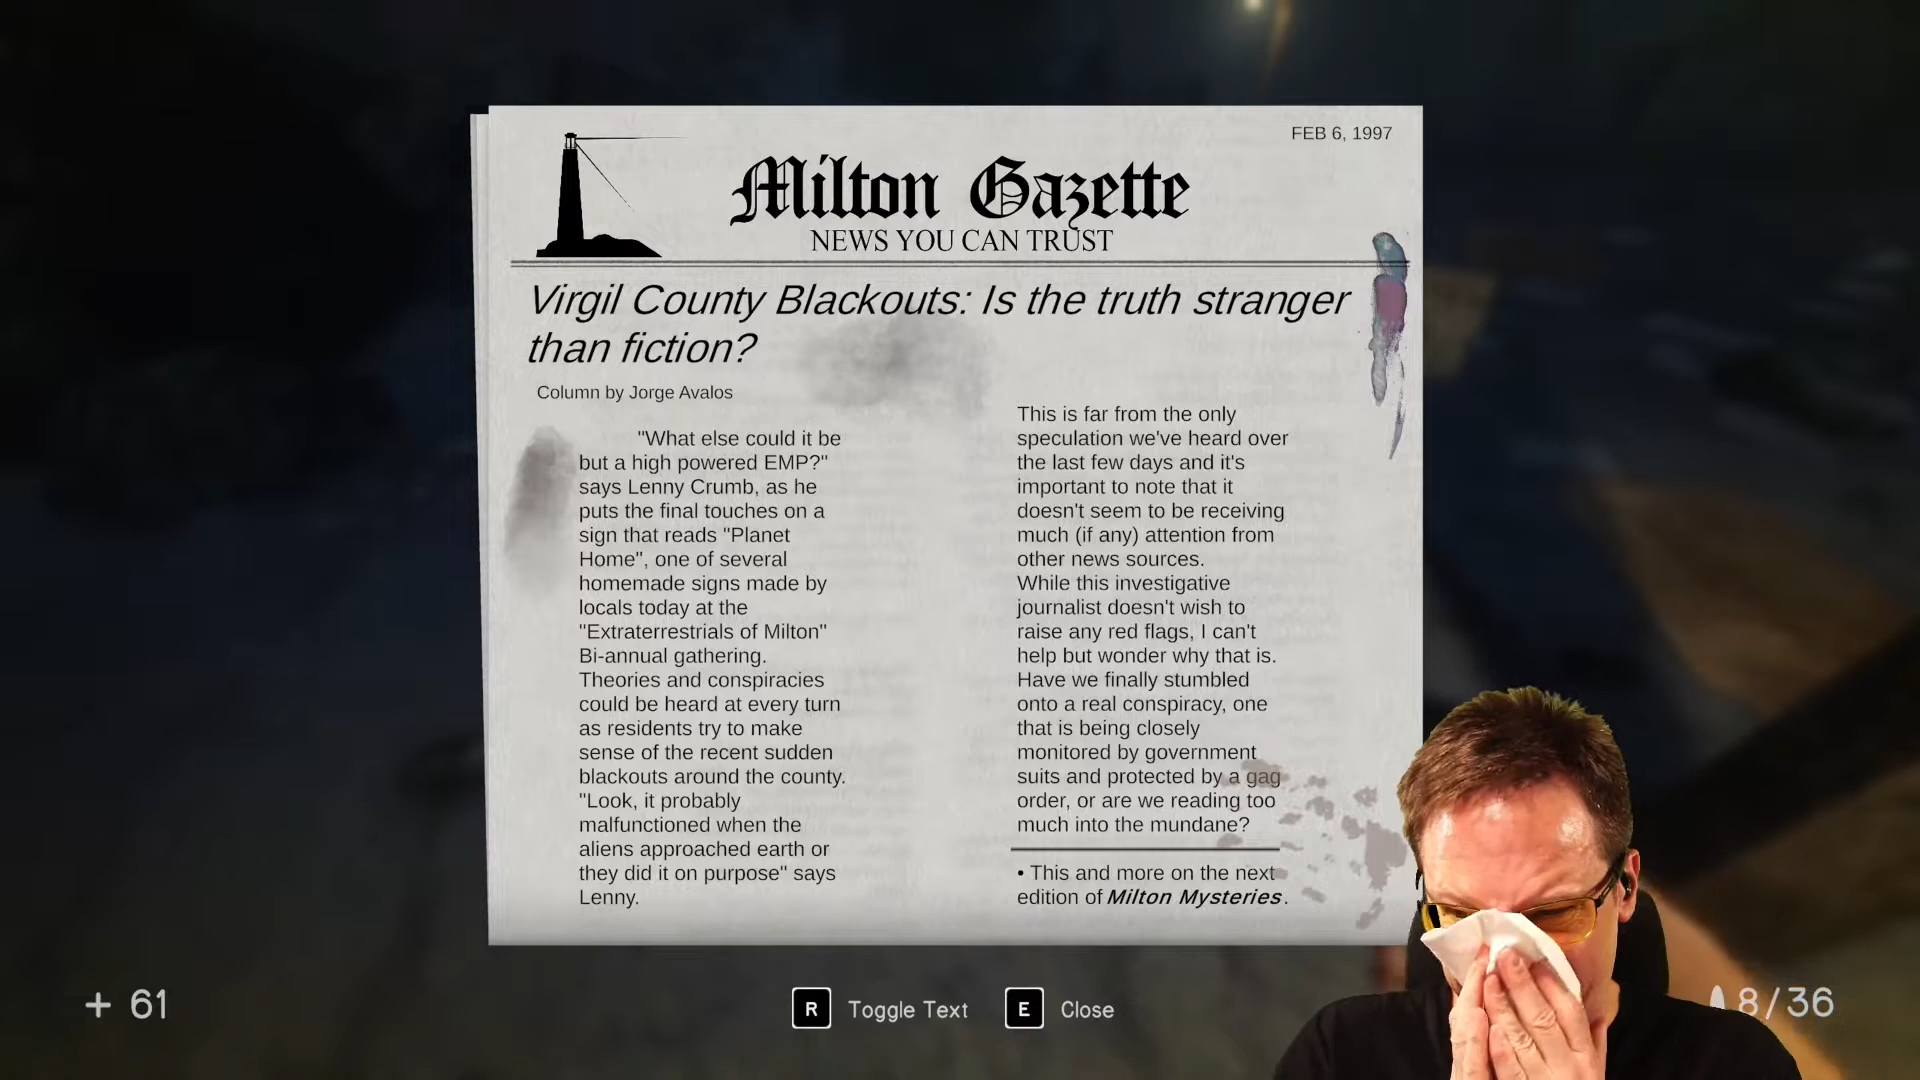 FEB 6, 1997
Milton Gazette
NEWS YOU CAN TRUST
Virgil County Blackouts: Is the truth stranger
than fiction?
Column by Jorge Avalos
"What else could it be
but a high powered EMP?"
says Lenny Crumb, as he
puts the final touches on a
sign that reads "Planet
Home", one of several
homemade signs made by
locals today at the
"Extraterrestrials of Milton"
Bi-annual gathering.
Theories and conspiracies
could be heard at every turn
as residents try to make
sense of the recent sudden
blackouts around the county.
"Look, it probably
malfunctioned when the
aliens approached earth or
they did it on purpose" says
Lenny.
This is far from the only
speculation we've heard over
the last few days and it's
important to note that it
doesn't seem to be receiving
much (if any) attention from
other news sources.
While this investigative
journalist doesn't wish to
raise any red flags, I can't
help but wonder why that is.
Have we finally stumbled
onto a real conspiracy, one
that is being closely
monitored by government
suits and protected by a gag
order, or are we reading too
much into the mundane?
• This and more on the next
edition of Milton Mysteries.
+ 61
R Toggle Text E Close
8/36